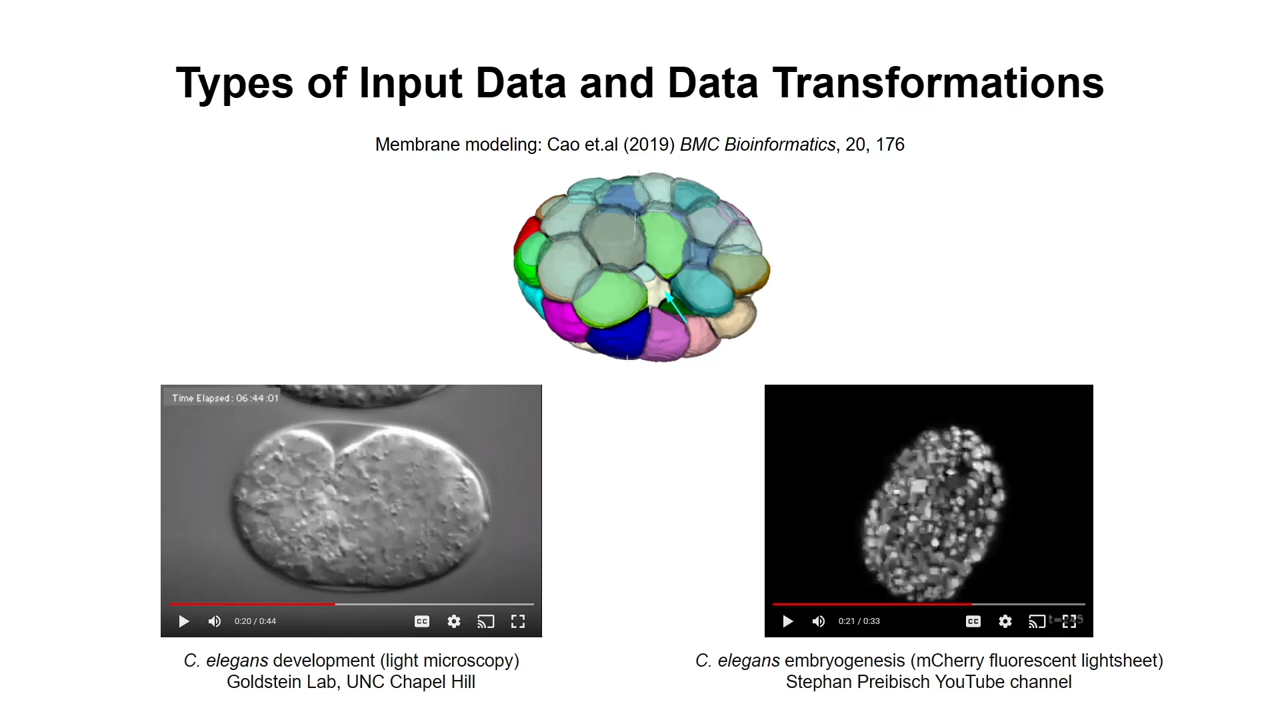 Types of Input Data and Data Transformations
Membrane modeling: Cao et.al (2019) BMC Bioinformatics, 20, 176
Time Elapsed: 06:44:01
0:20 / 0:44
CC
0:21 / 0:33
CC
C. elegans development (light microscopy)
Goldstein Lab, UNC Chapel Hill
C. elegans embryogenesis (mCherry fluorescent lightsheet)
Stephan Preibisch YouTube channel